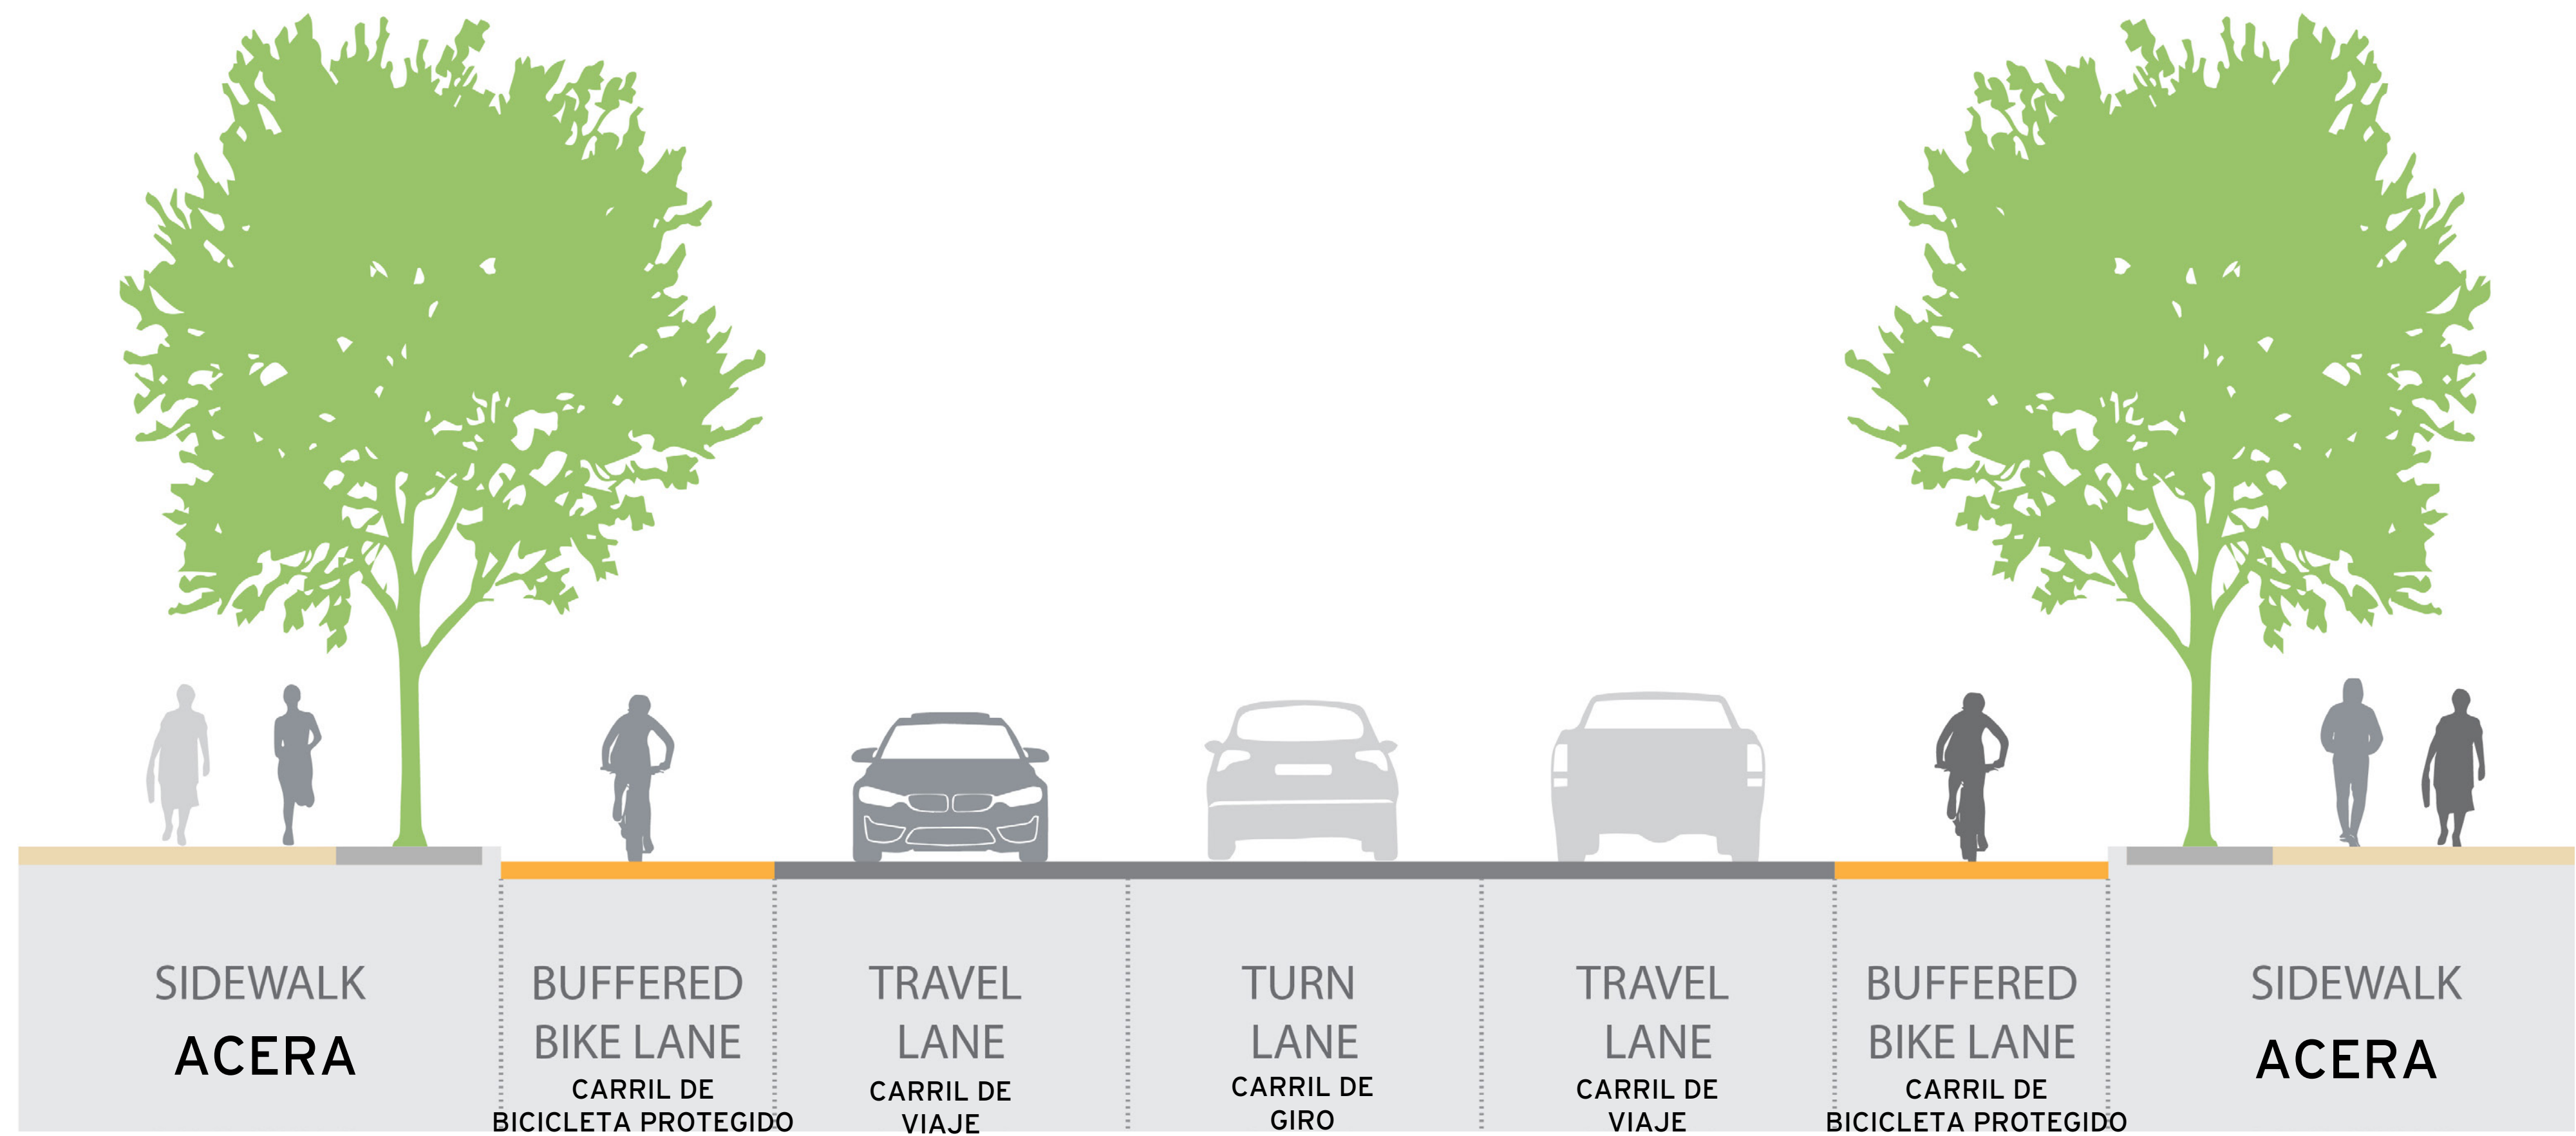 SIDEWALK
ACERA
BUFFERED
BIKE LANE
CARRIL DE
BICICLETA PROTEGIDO
TRAVEL
LANE
CARRIL DE
VIAJE
TURN
LANE
CARRIL DE
GIRO
TRAVEL
LANE
CARRIL DE
VIAJE
BUFFERED
BIKE LANE
CARRIL DE
BICICLETA PROTEGIDO
SIDEWALK
ACERA